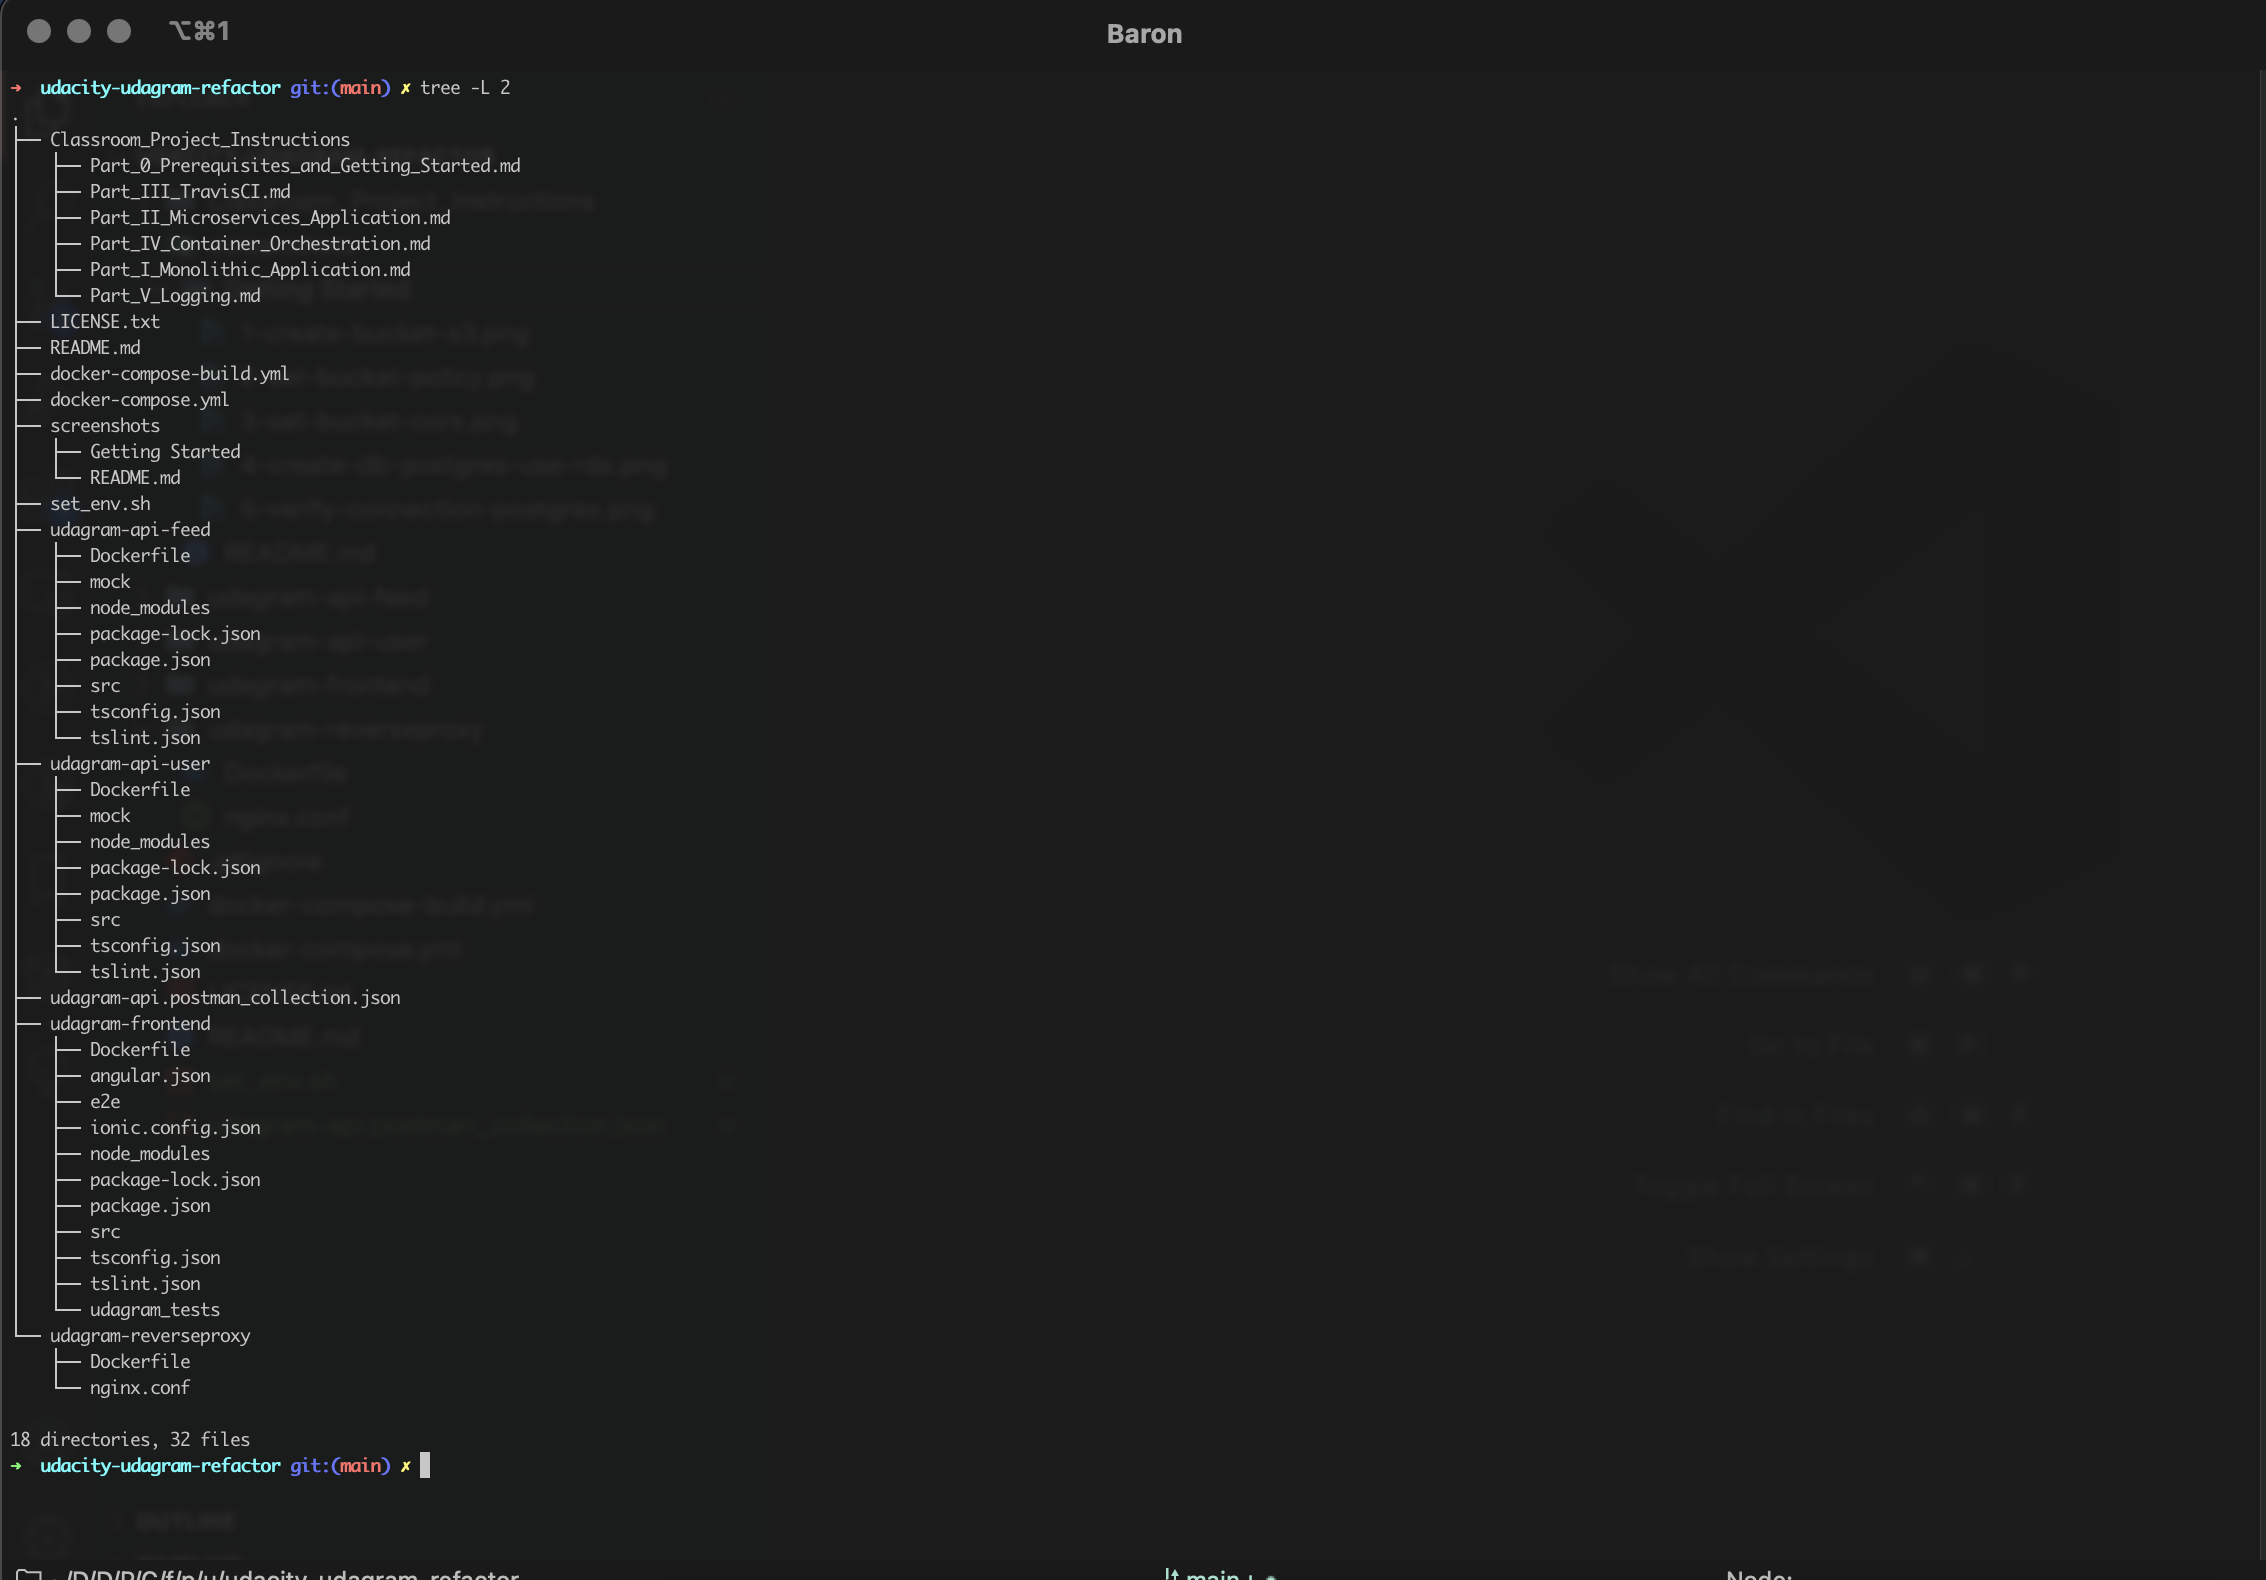 ⌥⌘1
Baron
→ udacity-udagram-refactor git:(main) ✗ tree -L 2
.
├── Classroom_Project_Instructions
│   ├── Part_0_Prerequisites_and_Getting_Started.md
│   ├── Part_III_TravisCI.md
│   ├── Part_II_Microservices_Application.md
│   ├── Part_IV_Container_Orchestration.md
│   ├── Part_I_Monolithic_Application.md
│   └── Part_V_Logging.md
├── LICENSE.txt
├── README.md
├── docker-compose-build.yml
├── docker-compose.yml
├── screenshots
│   ├── Getting Started
│   └── README.md
├── set_env.sh
├── udagram-api-feed
│   ├── Dockerfile
│   ├── mock
│   ├── node_modules
│   ├── package-lock.json
│   ├── package.json
│   ├── src
│   ├── tsconfig.json
│   └── tslint.json
├── udagram-api-user
│   ├── Dockerfile
│   ├── mock
│   ├── node_modules
│   ├── package-lock.json
│   ├── package.json
│   ├── src
│   ├── tsconfig.json
│   └── tslint.json
├── udagram-api.postman_collection.json
├── udagram-frontend
│   ├── Dockerfile
│   ├── angular.json
│   ├── e2e
│   ├── ionic.config.json
│   ├── node_modules
│   ├── package-lock.json
│   ├── package.json
│   ├── src
│   ├── tsconfig.json
│   ├── tslint.json
│   └── udagram_tests
└── udagram-reverseproxy
    ├── Dockerfile
    └── nginx.conf
18 directories, 32 files
→ udacity-udagram-refactor git:(main) ✗
/D/D/P/C/f/p/u/udacity-udagram-refactor
main
Node: